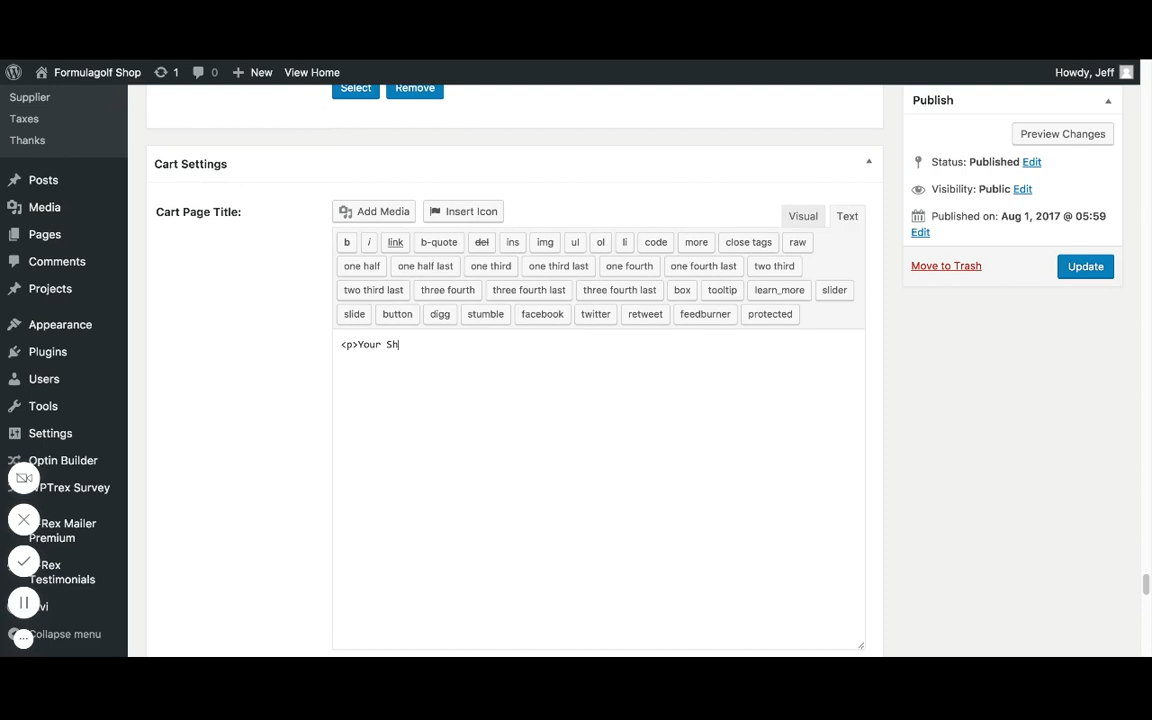 Formulagolf Shop 1 0 New View Home Howdy, Jeff
Supplier
Taxes
Thanks
Posts
Media
Pages
Comments
Projects
Appearance
Plugins
Users
Tools
Settings
Optin Builder
PTrex Survey
-Rex Mailer
Premium
-Rex
Testimonials
vi
Collapse menu
Select Remove
Cart Settings
Cart Page Title:
Add Media Insert Icon Visual Text
b i link b-quote del ins img ul ol li code more close tags raw
one half one half last one third one third last one fourth one fourth last two third
two third last three fourth three fourth last three fourth last box tooltip learn_more slider
slide button digg stumble facebook twitter retweet feedburner protected
<p>Your Sh
Publish
Preview Changes
Status: Published Edit
Visibility: Public Edit
Published on: Aug 1, 2017 @ 05:59
Edit
Move to Trash Update